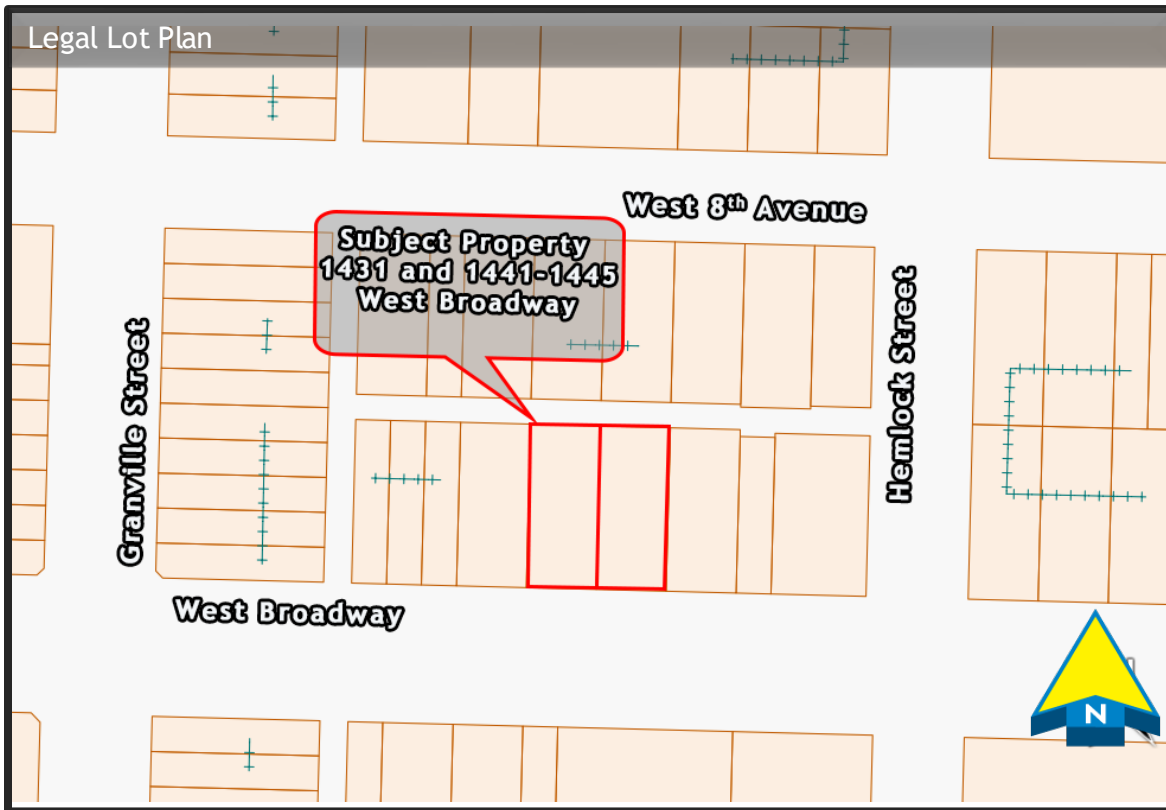 Legal Lot Plan
West 8th Avenue
Subject Property
1431 and 1441-1445
West Broadway
Granville Street
Hemlock Street
West Broadway
N